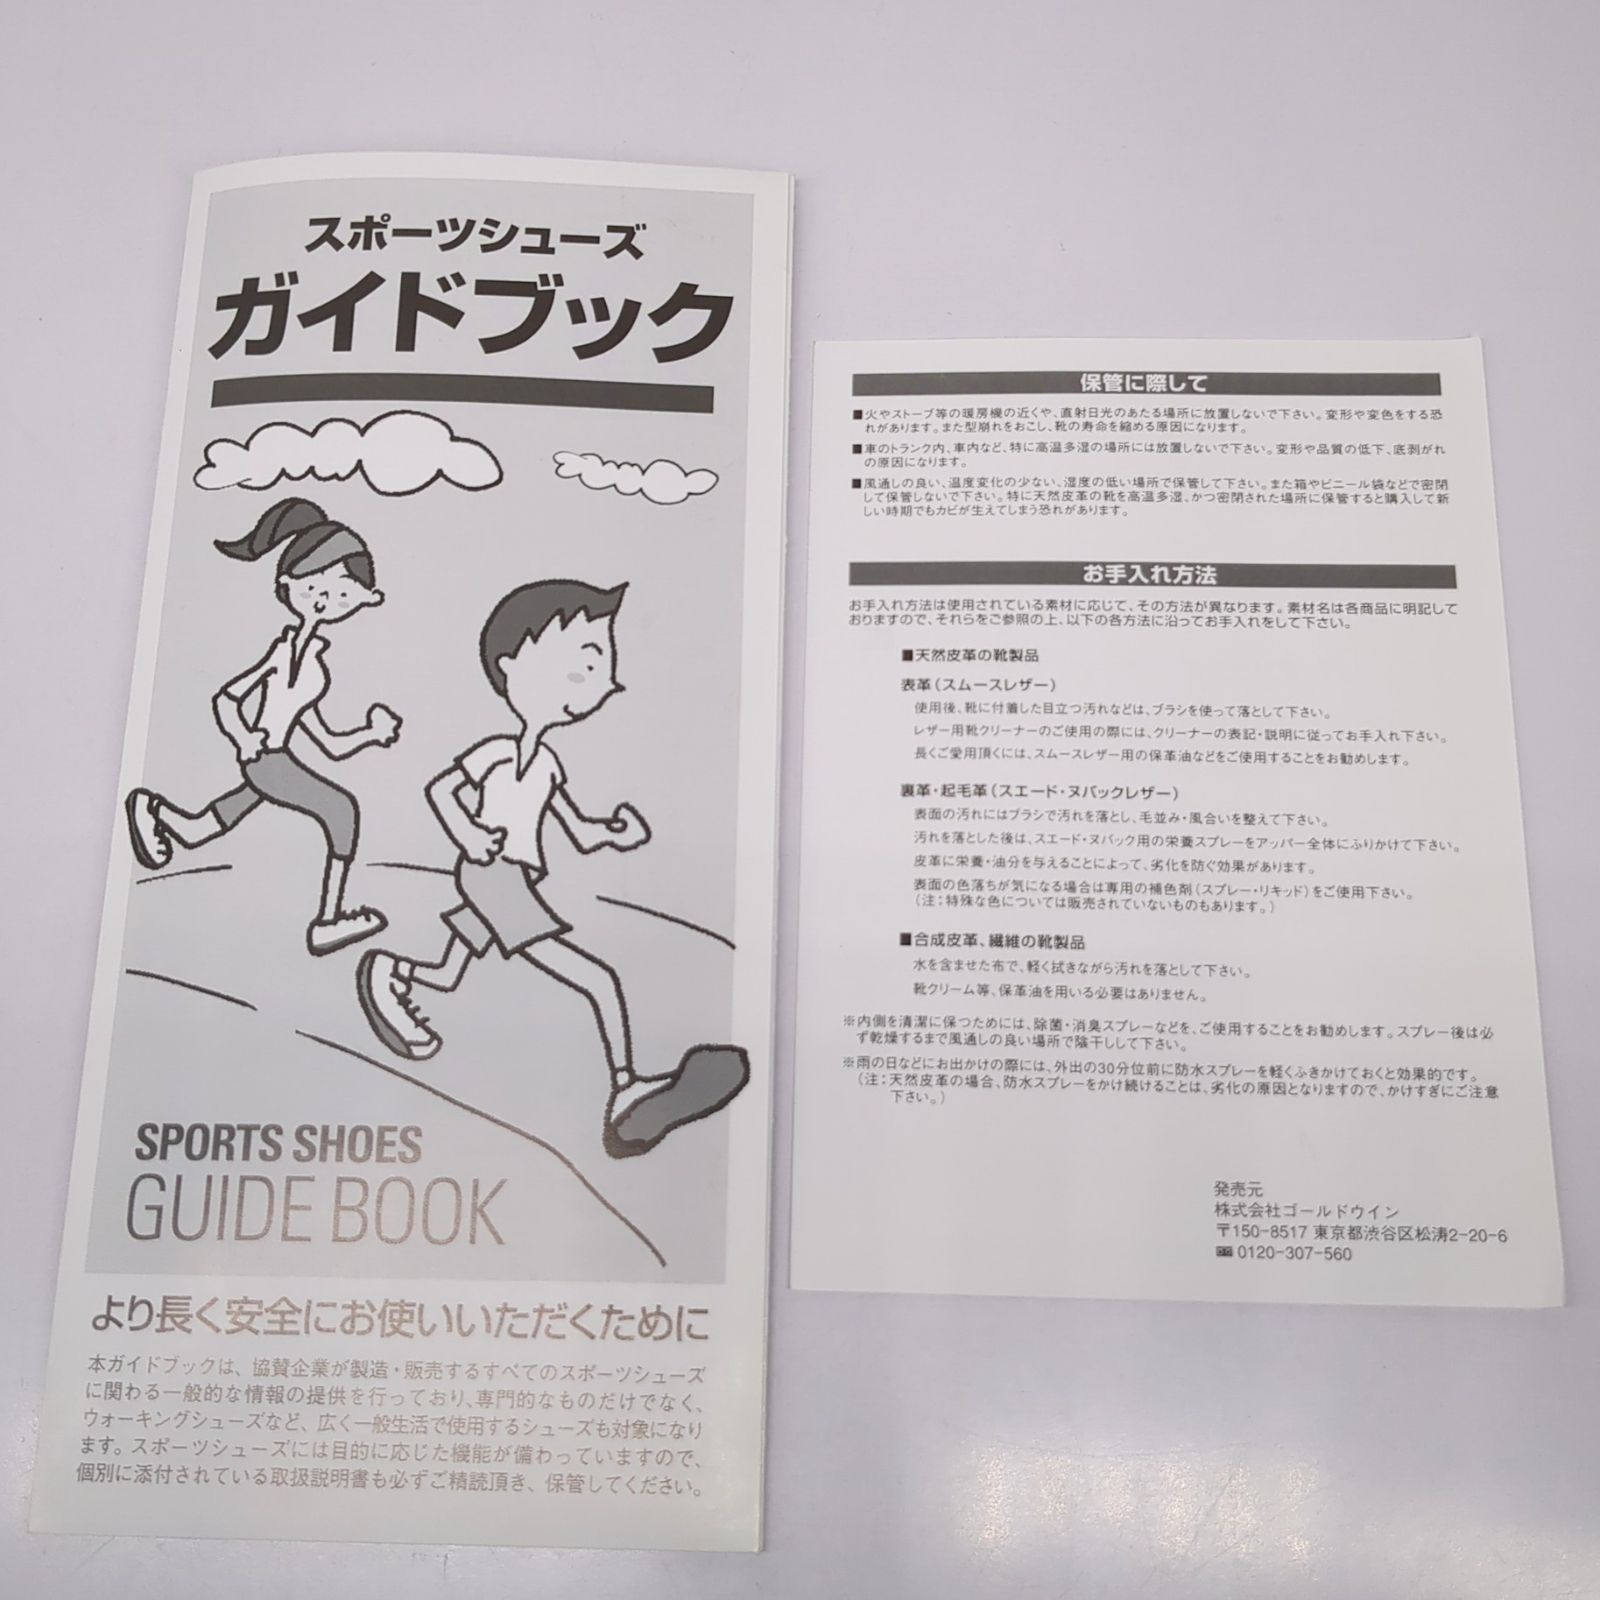 スポーツシューズ
ガイドブック
SPORTS SHOES
GUIDE BOOK
より長く安全にお使いいただくために
本ガイドブックは、協賛企業が製造・販売するすべてのスポーツシューズ
に関わる一般的な情報の提供を行っており、専門的なものだけでなく、
ウォーキングシューズなど、広く一般生活で使用するシューズも対象になり
ます。スポーツシューズには目的に応じた機能が備わっていますので、
個別に添付されている取扱説明書も必ずご精読頂き、保管してください。
保管に際して
■火やストーブ等の暖房機の近くや、直射日光のあたる場所に放置しないで下さい。変形や変色をする恐
れがあります。また型崩れをおこし、靴の寿命を縮める原因になります。
■車のトランク内、車内など、特に高温多湿の場所には放置しないで下さい。変形や品質の低下、底剥がれ
の原因になります。
■風通しの良い、温度変化の少ない、湿度の低い場所で保管して下さい。また箱やビニール袋などで密閉
して保管しないで下さい。特に天然皮革の靴を高温多湿、かつ密閉された場所に保管すると購入して新
しい時期でもカビが生えてしまう恐れがあります。
お手入れ方法
お手入れ方法は使用されている素材に応じて、その方法が異なります。素材名は各商品に明記して
おりますので、それらをご参照の上、以下の各方法に沿ってお手入れをして下さい。
■天然皮革の靴製品
表革（スムースレザー）
使用後、靴に付着した目立つ汚れなどは、ブラシを使って落として下さい。
レザー用靴クリーナーのご使用の際には、クリーナーの表記・説明に従ってお手入れ下さい。
長くご愛用頂くには、スムースレザー用の保革油などをご使用することをお勧めします。
裏革・起毛革（スエード・ヌバックレザー）
表面の汚れにはブラシで汚れを落とし、毛並み・風合いを整えて下さい。
汚れを落とした後は、スエード・ヌバック用の栄養スプレーをアッパー全体にふりかけて下さい。
皮革に栄養・油分を与えることによって、劣化を防ぐ効果があります。
表面の色落ちが気になる場合は専用の補色剤（スプレー・リキッド）をご使用下さい。
（注：特殊な色については販売されていないものもあります。）
■合成皮革、繊維の靴製品
水を含ませた布で、軽く拭きながら汚れを落として下さい。
靴クリーム等、保革油を用いる必要はありません。
※内側を清潔に保つためには、除菌・消臭スプレーなどを、ご使用することをお勧めします。スプレー後は必
ず乾燥するまで風通しの良い場所で陰干しして下さい。
※雨の日などにお出かけの際には、外出の30分位前に防水スプレーを軽くふきかけておくと効果的です。
（注：天然皮革の場合、防水スプレーをかけ続けることは、劣化の原因となりますので、かけすぎにご注意
下さい。）
発売元
株式会社ゴールドウイン
〒150-8517 東京都渋谷区松涛2-20-6
0120-307-560